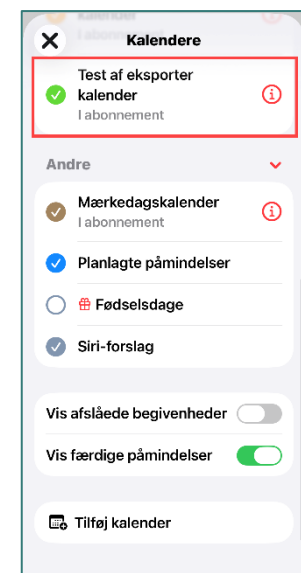 Kalendere
Test af eksporter
kalender
I abonnement
Andre
Mærkedagskalender
I abonnement
Planlagte påmindelser
Fødselsdage
Siri-forslag
Vis afslåede begivenheder
Vis færdige påmindelser
Tilføj kalender